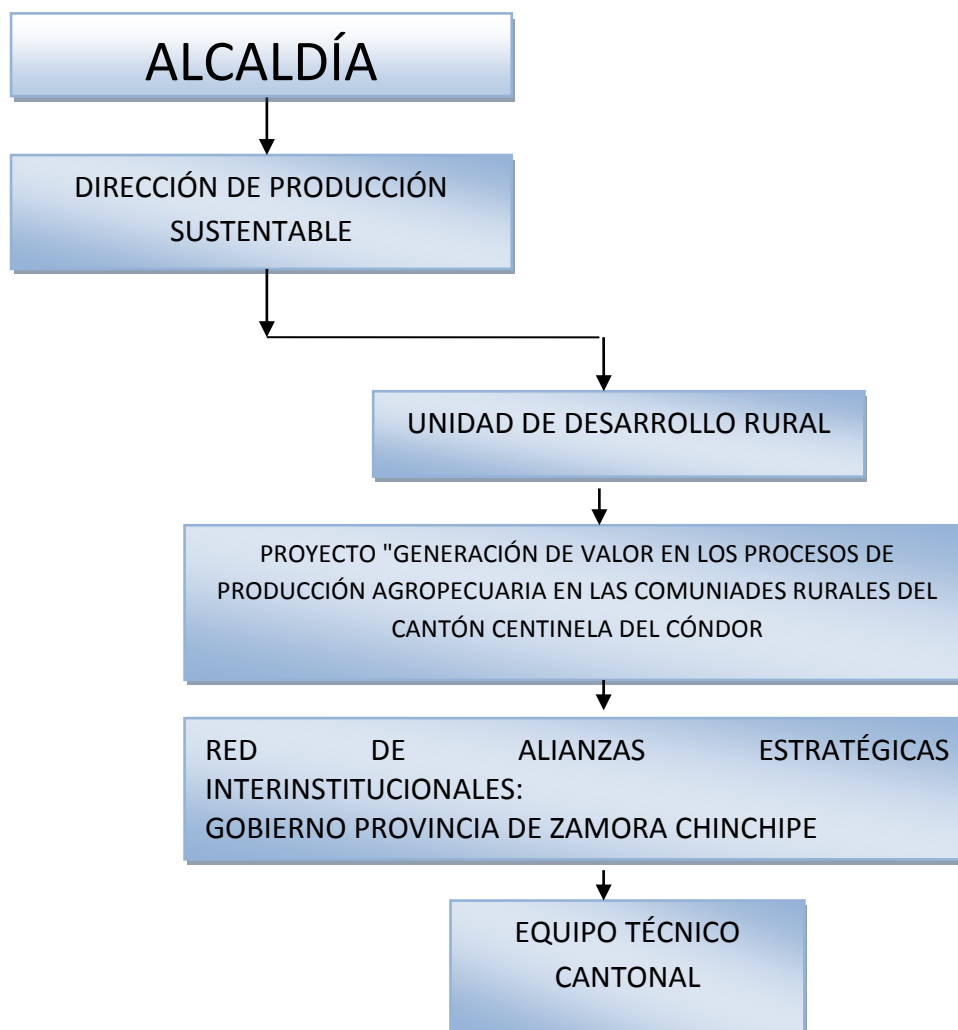 ALCALDÍA
DIRECCIÓN DE PRODUCCIÓN
SUSTENTABLE
UNIDAD DE DESARROLLO RURAL
PROYECTO "GENERACIÓN DE VALOR EN LOS PROCESOS DE
PRODUCCIÓN AGROPECUARIA EN LAS COMUNIADES RURALES DEL
CANTÓN CENTINELA DEL CÓNDOR
RED DE ALIANZAS ESTRATÉGICAS
INTERINSTITUCIONALES:
GOBIERNO PROVINCIA DE ZAMORA CHINCHIPE
EQUIPO TÉCNICO
CANTONAL